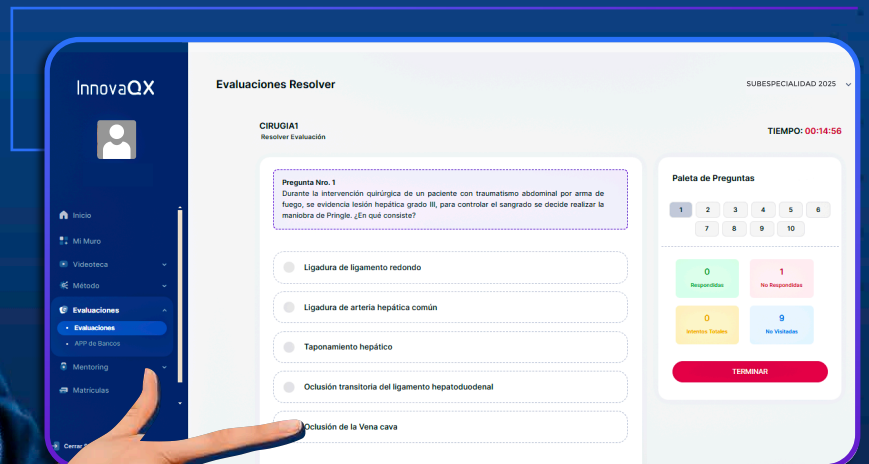 InnovaQX
Inicio
Mi Muro
Videoteca
Método
Evaluaciones
Evaluaciones
APP de Bancos
Mentoring
Matrículas
Cerrar
Evaluaciones Resolver
SUBESPECIALIDAD 2025
CIRUGIA1
Resolver Evaluación
TIEMPO: 00:14:56
Pregunta Nro. 1
Durante la intervención quirúrgica de un paciente con traumatismo abdominal por arma de
fuego, se evidencia lesión hepática grado III, para controlar el sangrado se decide realizar la
maniobra de Pringle. ¿En qué consiste?
Ligadura de ligamento redondo
Ligadura de arteria hepática común
Taponamiento hepático
Oclusión transitoria del ligamento hepatoduodenal
Oclusión de la Vena cava
Paleta de Preguntas
1 2 3 4 5 6
7 8 9 10
0 1
Respondidas No Respondidas
0 9
Intentos Totales No Visitadas
TERMINAR